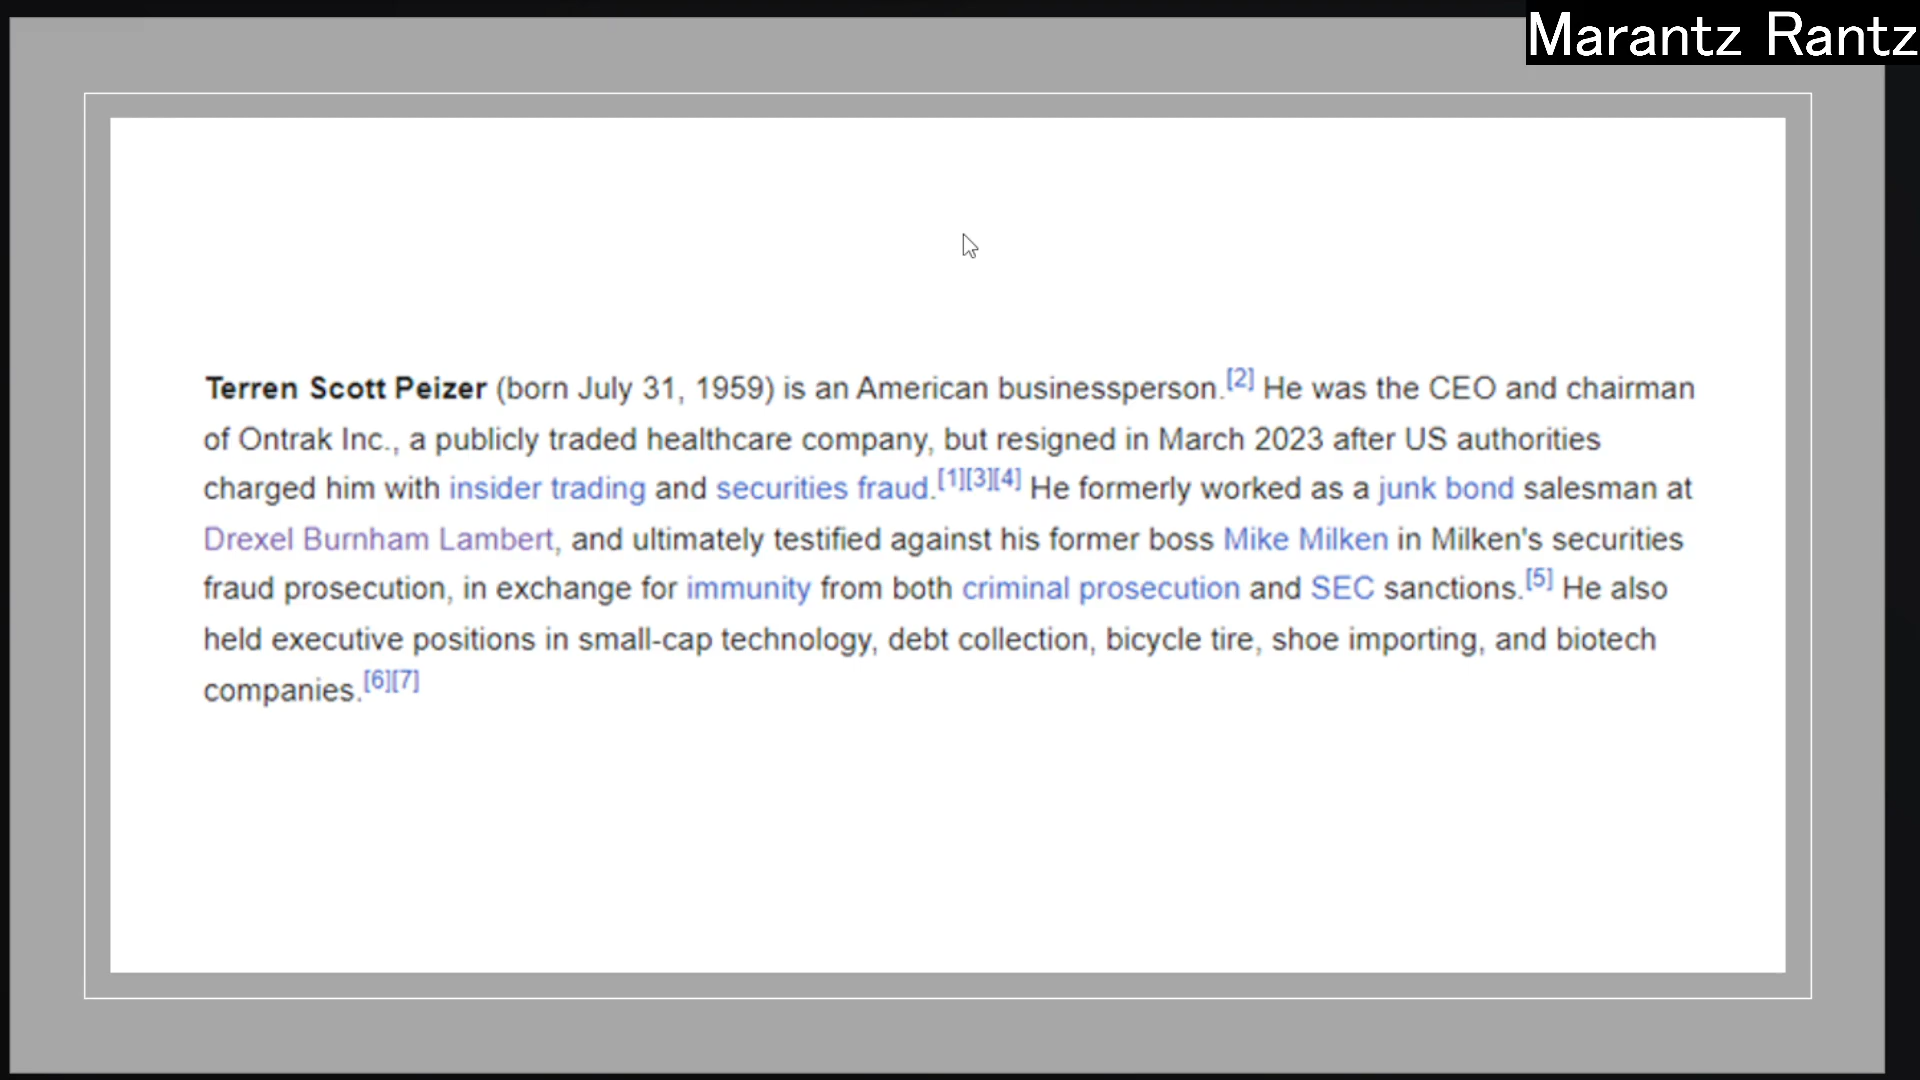 Marantz Rantz
Terren Scott Peizer (born July 31, 1959) is an American businessperson.[2] He was the CEO and chairman
of Ontrak Inc., a publicly traded healthcare company, but resigned in March 2023 after US authorities
charged him with insider trading and securities fraud.[1][3][4] He formerly worked as a junk bond salesman at
Drexel Burnham Lambert, and ultimately testified against his former boss Mike Milken in Milken's securities
fraud prosecution, in exchange for immunity from both criminal prosecution and SEC sanctions.[5] He also
held executive positions in small-cap technology, debt collection, bicycle tire, shoe importing, and biotech
companies.[6][7]